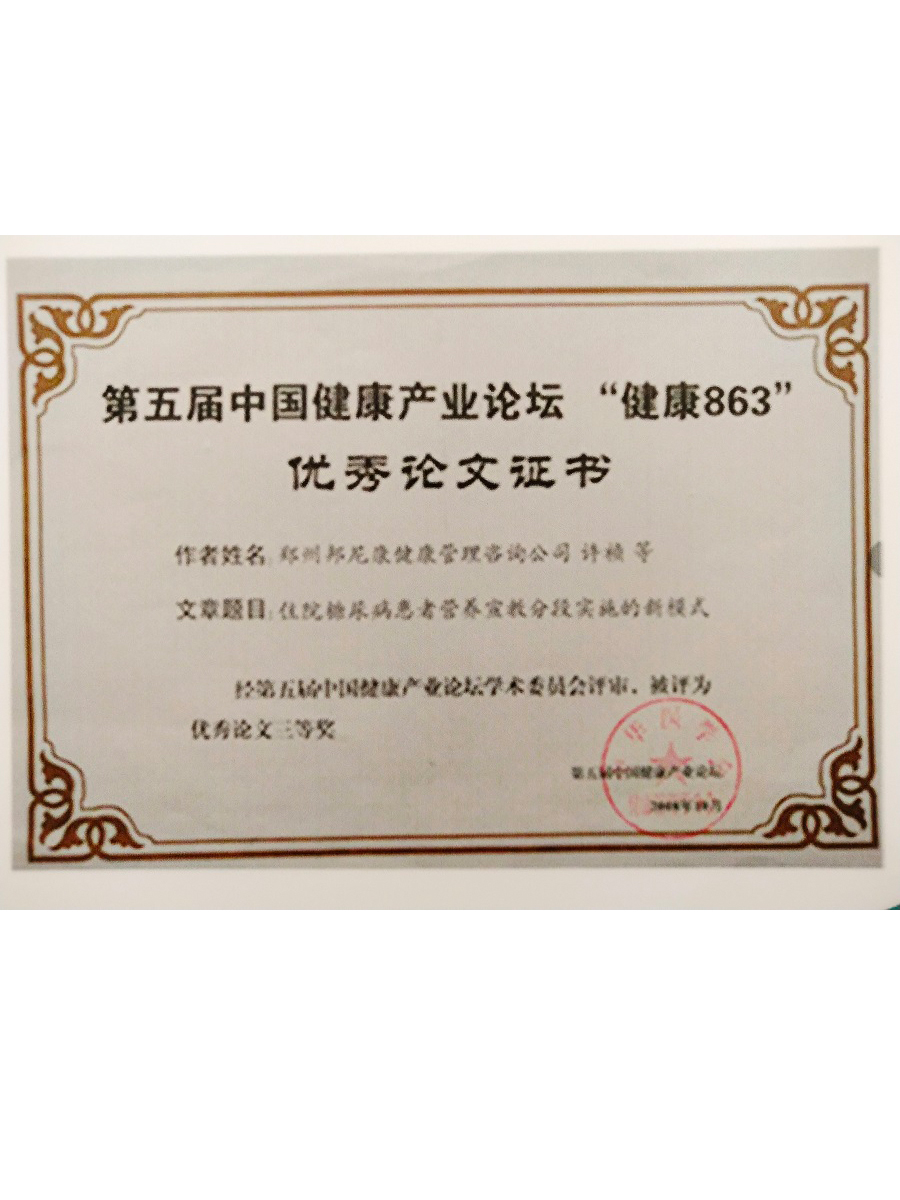 第五届中国健康产业论坛 “健康863”
优秀论文证书
作者姓名: 郑州邦尼康健康管理咨询公司 许桢 等
文章题目: 住院糖尿病患者营养宣教分段实施的新模式
经第五届中国健康产业论坛学术委员会评审，被评为
优秀论文三等奖
第五届中国健康产业论坛